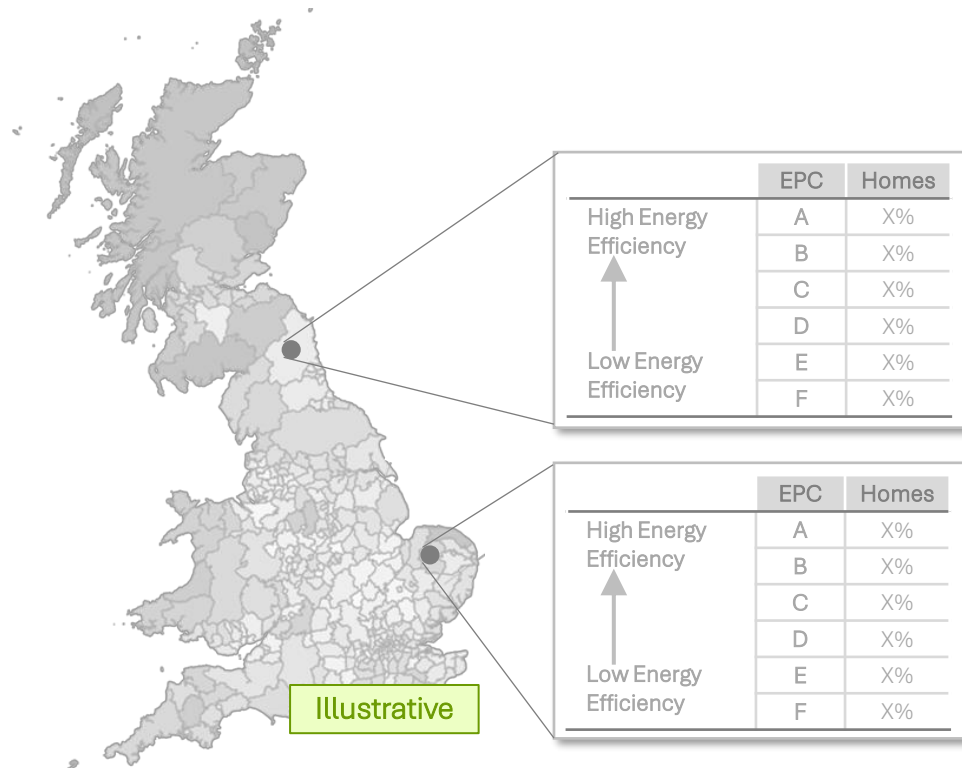 EPC Homes
High Energy
Efficiency
A X%
B X%
C X%
D X%
Low Energy
Efficiency
E X%
F X%
EPC Homes
High Energy
Efficiency
A X%
B X%
C X%
D X%
Low Energy
Efficiency
E X%
F X%
Illustrative